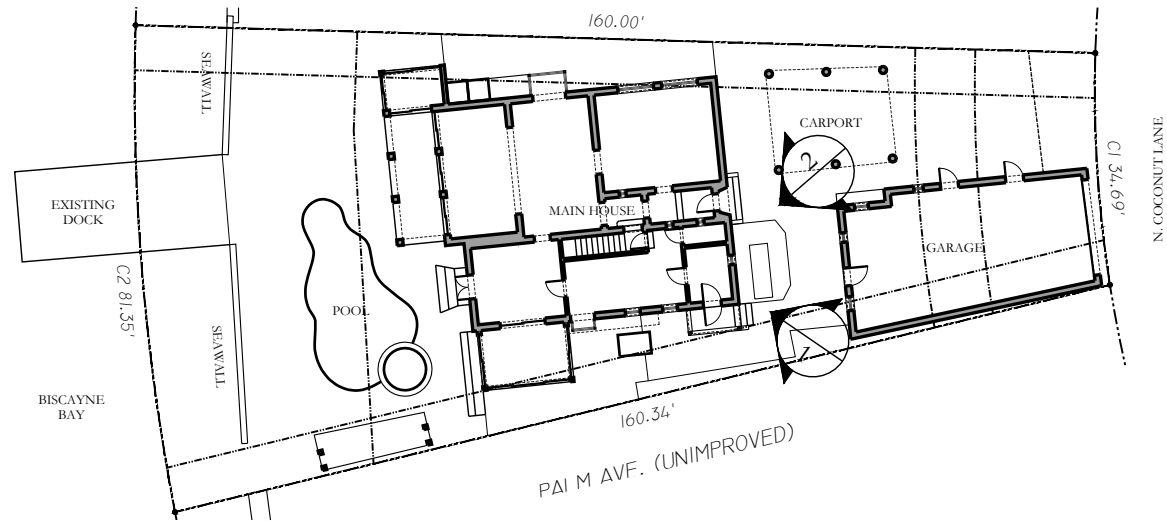 160.00'
SEAWALL
CARPORT
2
C1 34.69'
N. COCONUT LANE
EXISTING
DOCK
MAIN HOUSE
GARAGE
C2 81.35'
POOL
SEAWALL
1
BISCAYNE
BAY
160.34'
PALM AVE. (UNIMPROVED)